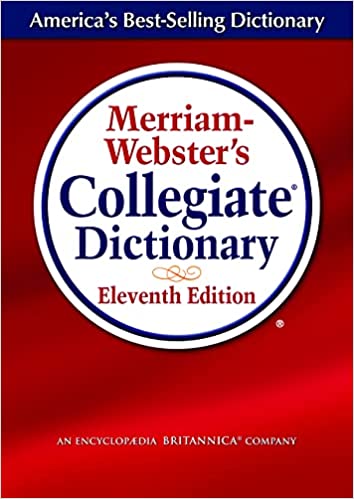 America's Best-Selling Dictionary
Merriam-
Webster's
Collegiate®
Dictionary
Eleventh Edition
®
AN ENCYCLOPÆDIA BRITANNICA® COMPANY